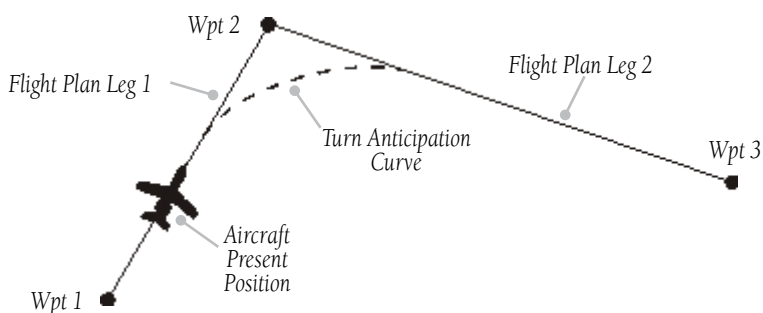 Wpt 2
Flight Plan Leg 1
Flight Plan Leg 2
Turn Anticipation
Curve
Wpt 3
Aircraft
Present
Position
Wpt 1